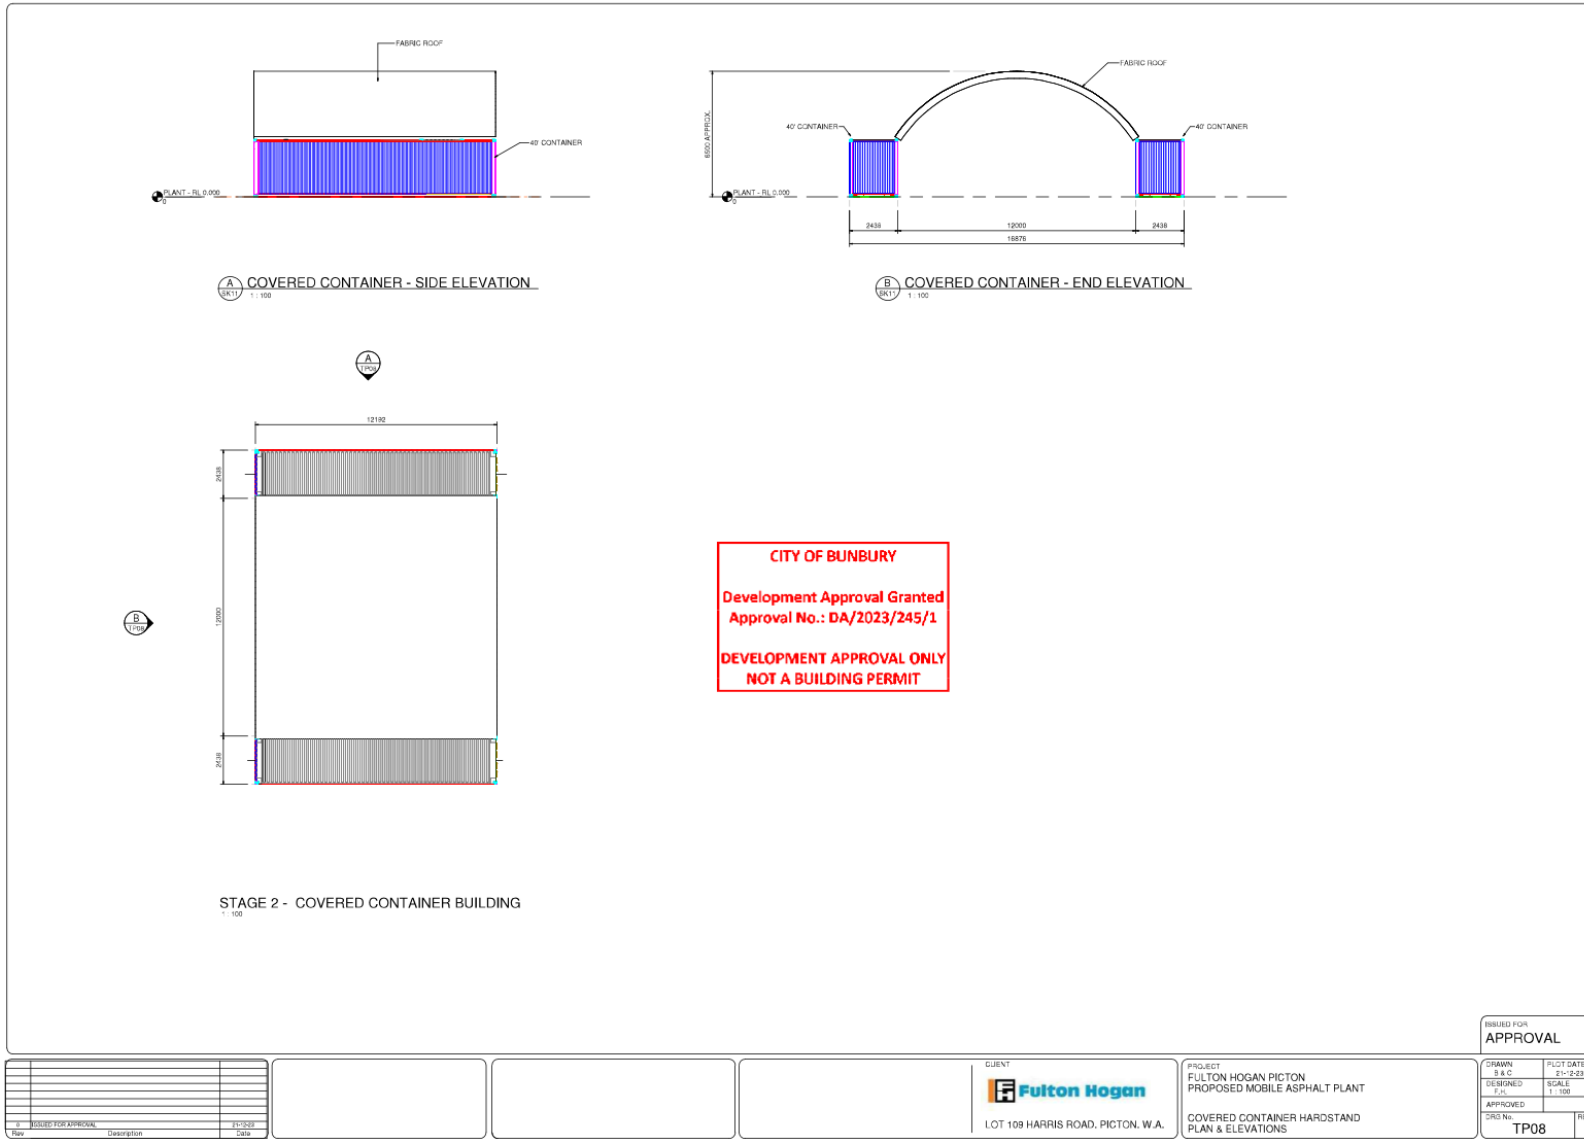 FABRIC ROOF
40' CONTAINER
PLANT - RL 0.000
0
A
SK11
COVERED CONTAINER - SIDE ELEVATION
1 : 100
FABRIC ROOF
6500 APPROX.
40' CONTAINER
40' CONTAINER
PLANT - RL 0.000
0
2438
12000
2438
16876
B
SK11
COVERED CONTAINER - END ELEVATION
1 : 100
A
TP08
12192
2438
12000
2438
B
TP08
STAGE 2 - COVERED CONTAINER BUILDING
1 : 100
CITY OF BUNBURY
Development Approval Granted
Approval No.: DA/2023/245/1
DEVELOPMENT APPROVAL ONLY
NOT A BUILDING PERMIT
ISSUED FOR
APPROVAL
0 ISSUED FOR APPROVAL 21-12-23
Rev Description Date
CLIENT
Fulton Hogan
LOT 109 HARRIS ROAD, PICTON, W.A.
PROJECT
FULTON HOGAN PICTON
PROPOSED MOBILE ASPHALT PLANT
COVERED CONTAINER HARDSTAND
PLAN & ELEVATIONS
DRAWN
B & C
PLOT DATE
21-12-23
DESIGNED
F.H.
SCALE
1 : 100
APPROVED
DRG No.
TP08